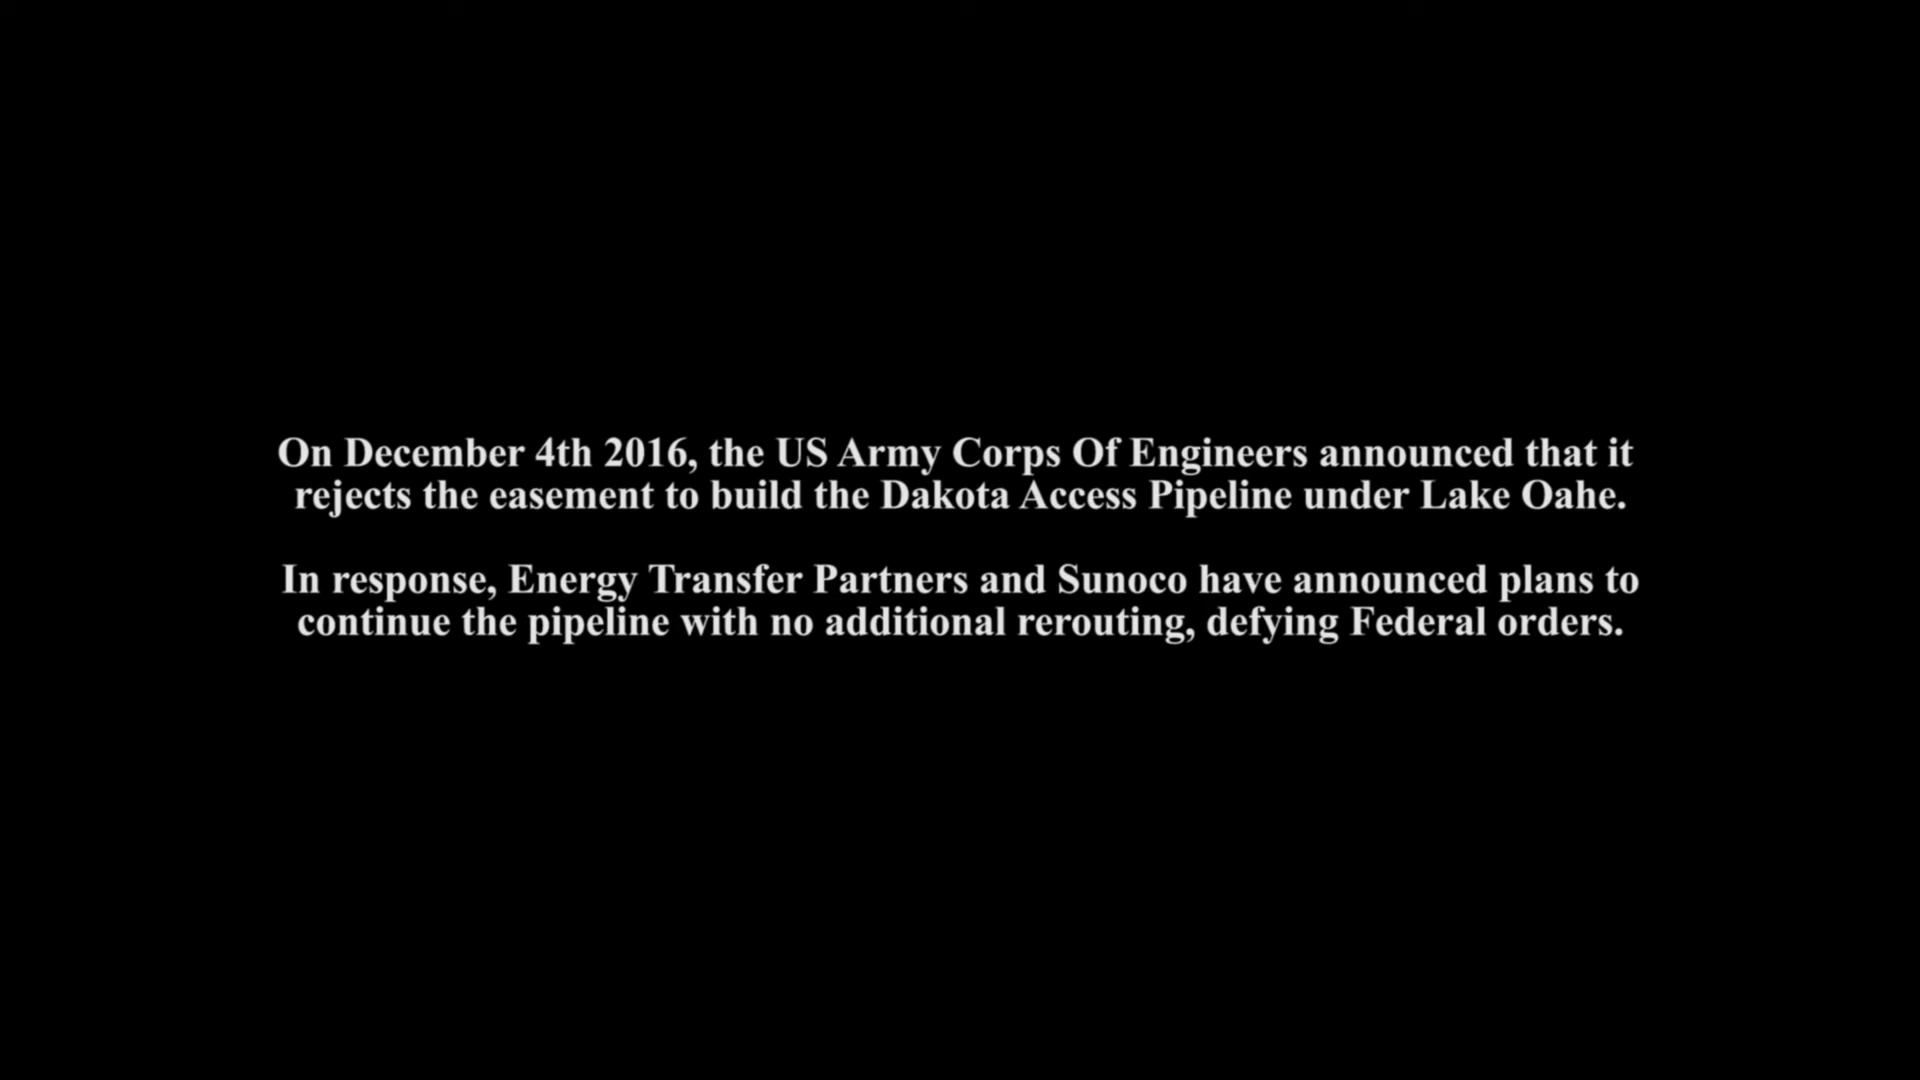 On December 4th 2016, the US Army Corps Of Engineers announced that it
rejects the easement to build the Dakota Access Pipeline under Lake Oahe.
In response, Energy Transfer Partners and Sunoco have announced plans to
continue the pipeline with no additional rerouting, defying Federal orders.